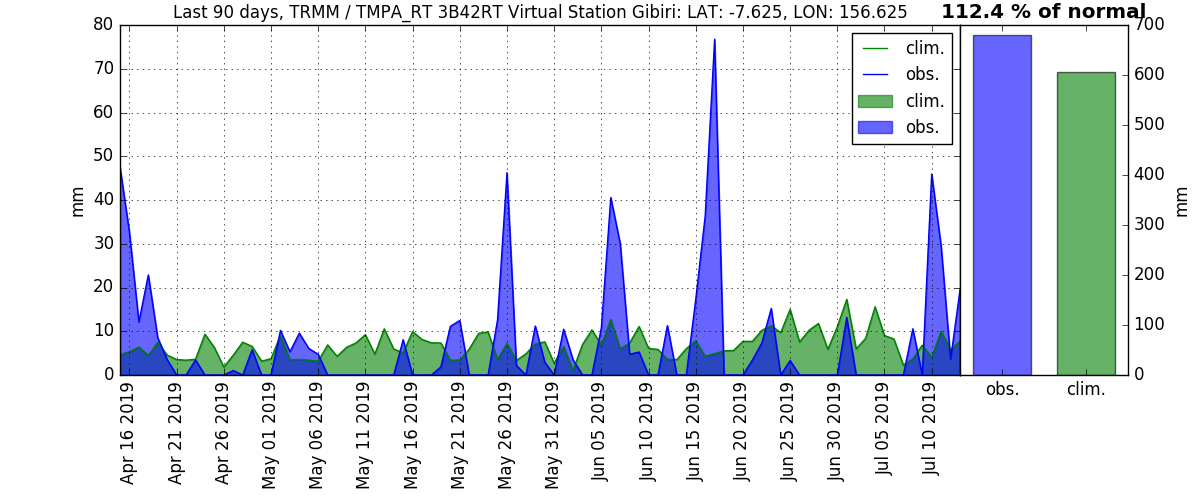 Last 90 days, TRMM / TMPA_RT 3B42RT Virtual Station Gibiri: LAT: -7.625, LON: 156.625
112.4 % of normal
80
70
60
50
40
30
20
10
0
mm
clim.
obs.
clim.
obs.
700
600
500
400
300
200
100
0
mm
Apr 16 2019
Apr 21 2019
Apr 26 2019
May 01 2019
May 06 2019
May 11 2019
May 16 2019
May 21 2019
May 26 2019
May 31 2019
Jun 05 2019
Jun 10 2019
Jun 15 2019
Jun 20 2019
Jun 25 2019
Jun 30 2019
Jul 05 2019
Jul 10 2019
obs.
clim.